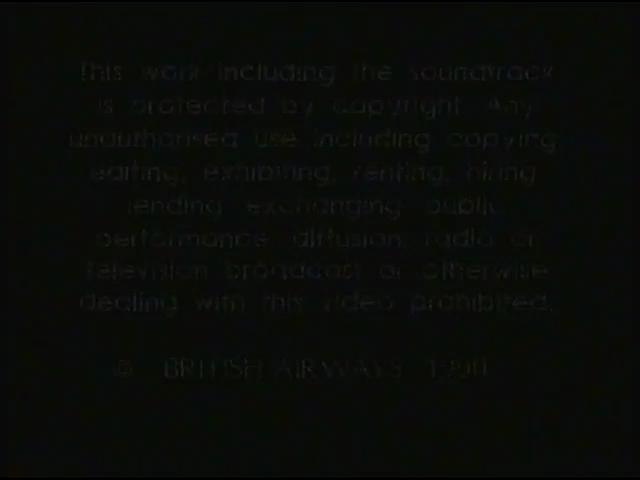 This work including the soundtrack
is protected by copyright. Any
unauthorised use including copying
editing, exhibiting, renting, hiring
lending exchanging public
performance diffusion, radio or
television broadcast or otherwise
dealing with this video prohibited.
© BRITISH AIRWAYS